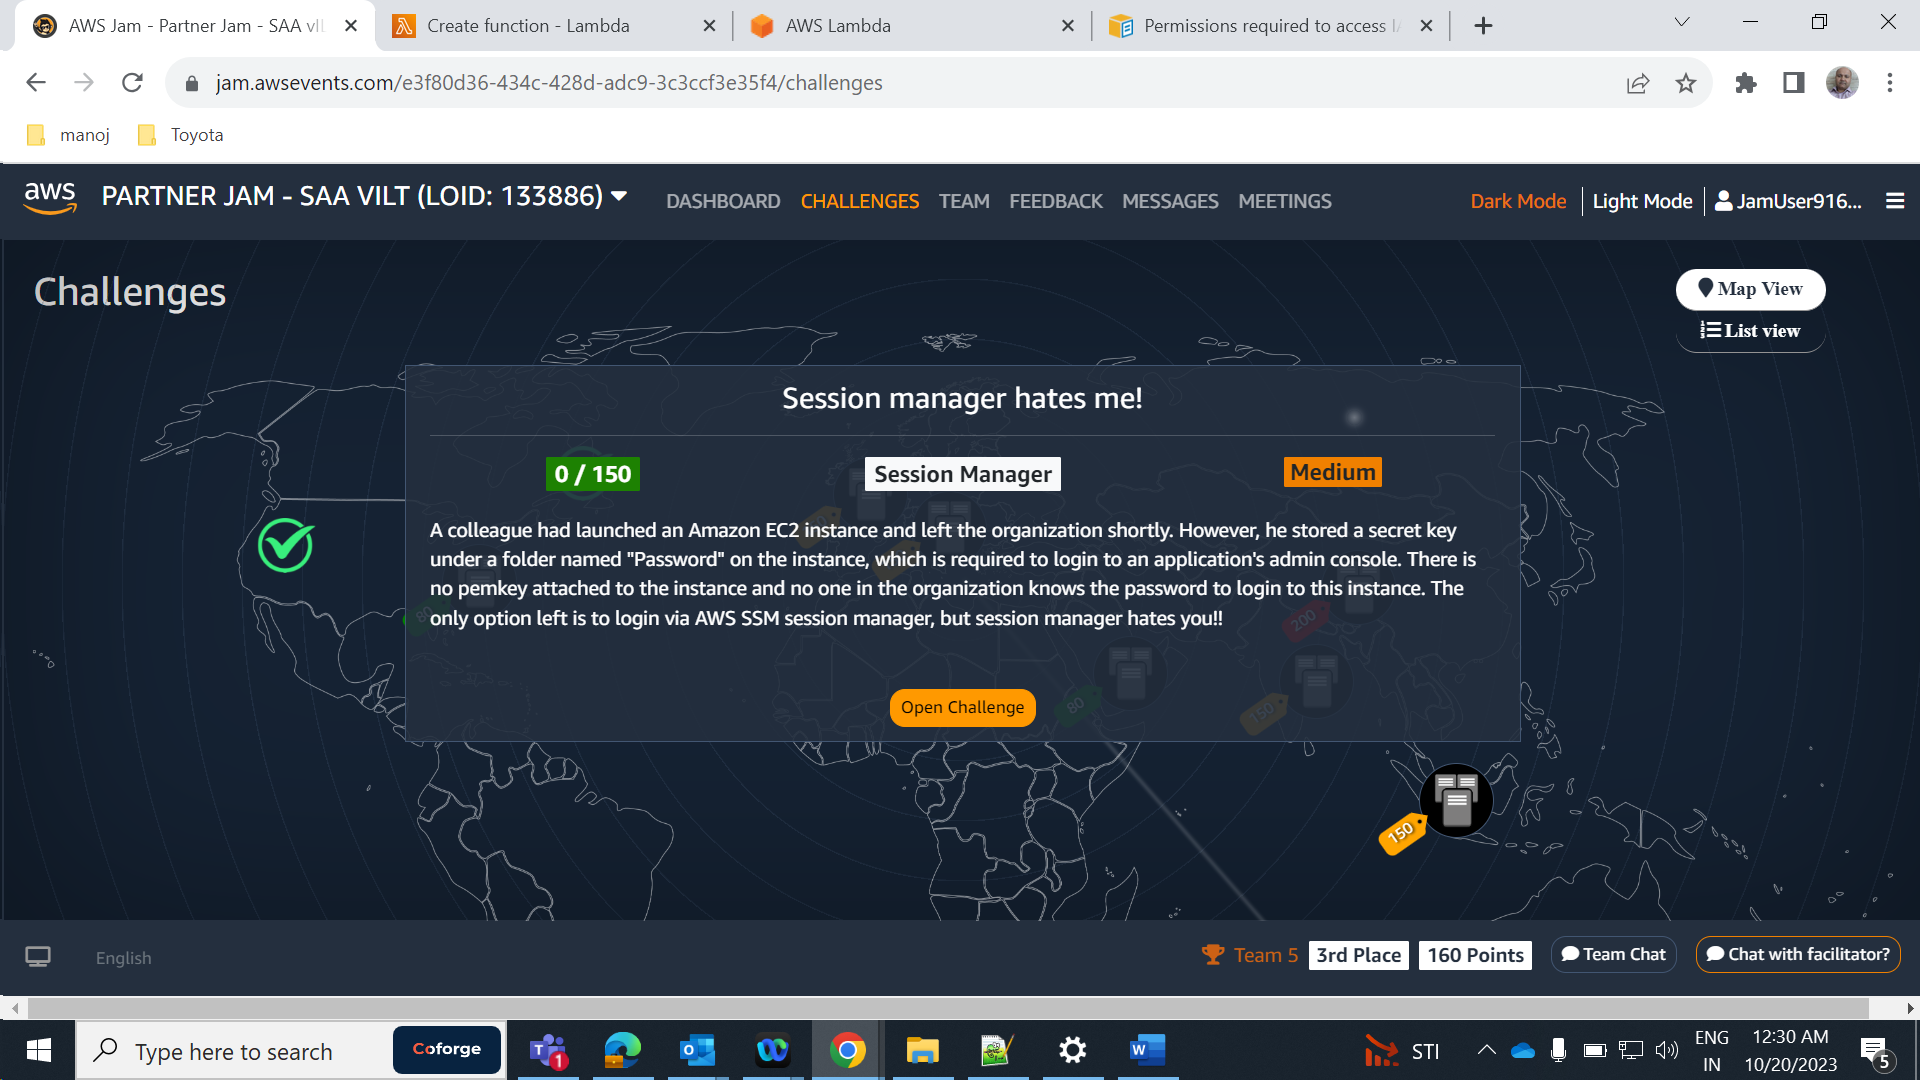 AWS Jam - Partner Jam - SAA vIL
Create function - Lambda
AWS Lambda
Permissions required to access I
jam.awsevents.com/e3f80d36-434c-428d-adc9-3c3ccf3e35f4/challenges
manoj
Toyota
aws
PARTNER JAM - SAA VILT (LOID: 133886)
DASHBOARD
CHALLENGES
TEAM
FEEDBACK
MESSAGES
MEETINGS
Dark Mode
Light Mode
JamUser916...
Challenges
Map View
List view
Session manager hates me!
0 / 150
Session Manager
Medium
A colleague had launched an Amazon EC2 instance and left the organization shortly. However, he stored a secret key
under a folder named "Password" on the instance, which is required to login to an application's admin console. There is
no pemkey attached to the instance and no one in the organization knows the password to login to this instance. The
only option left is to login via AWS SSM session manager, but session manager hates you!!
80
200
Open Challenge
80
150
150
English
Team 5
3rd Place
160 Points
Team Chat
Chat with facilitator?
Type here to search
Coforge
1
STI
ENG
IN
12:30 AM
10/20/2023
5